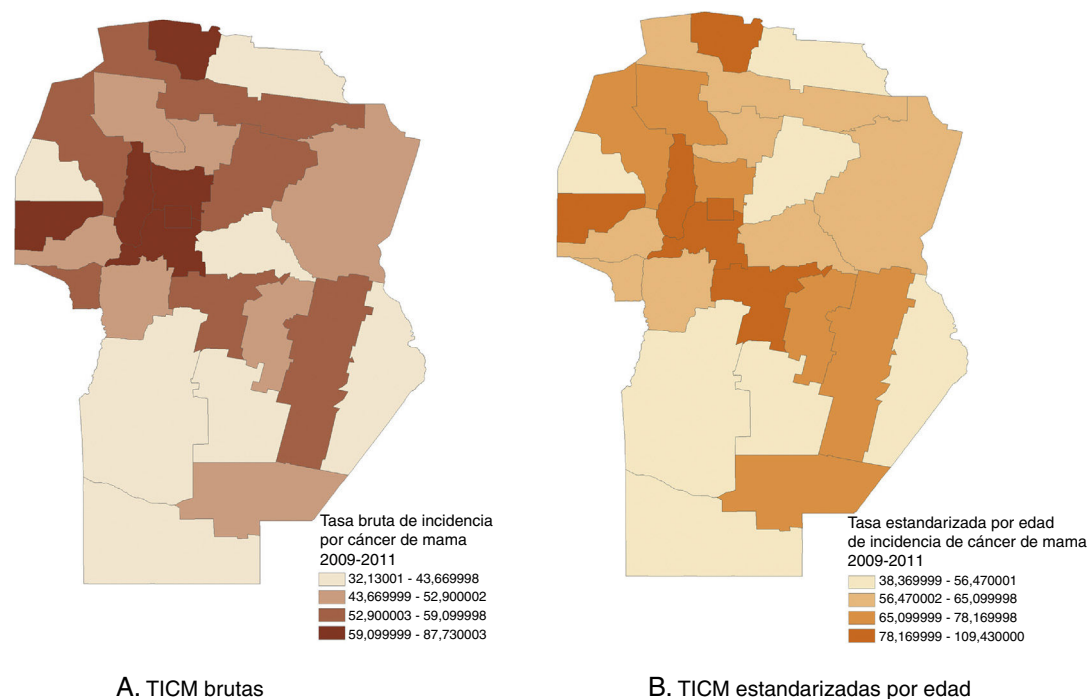 Tasa bruta de incidencia
por cáncer de mama
2009-2011
32,13001 - 43,669998
43,669999 - 52,900002
52,900003 - 59,099998
59,099999 - 87,730003
A. TICM brutas
Tasa estandarizada por edad
de incidencia de cáncer de mama
2009-2011
38,369999 - 56,470001
56,470002 - 65,099998
65,099999 - 78,169998
78,169999 - 109,430000
B. TICM estandarizadas por edad